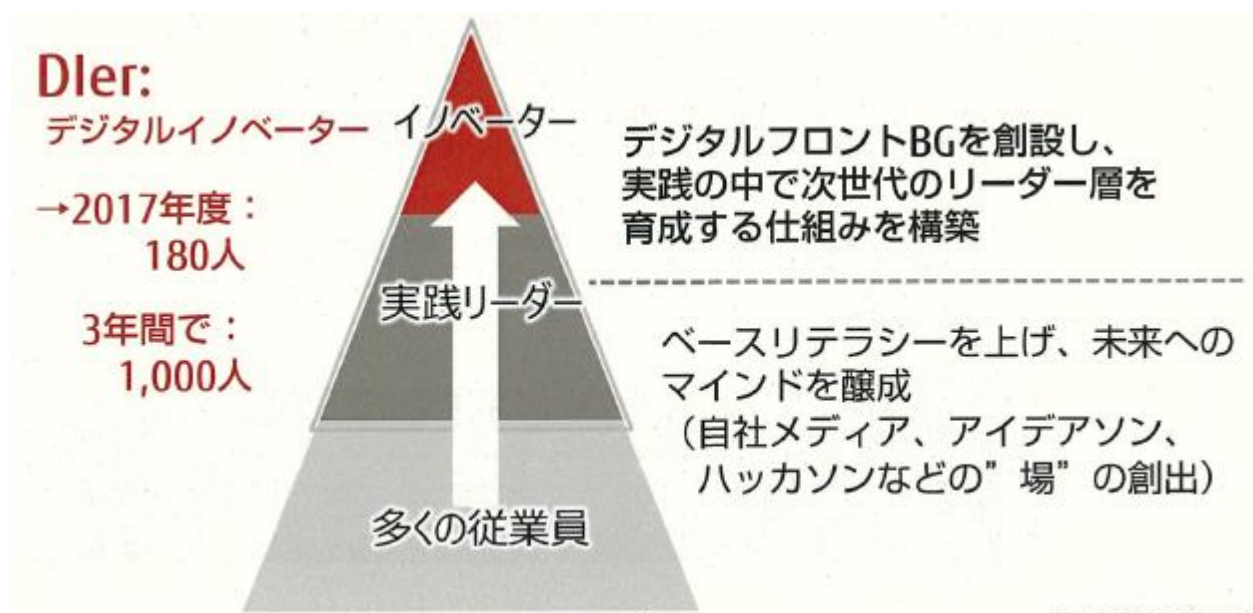 DIer:
デジタルイノベーター
→2017年度：
180人
3年間で：
1,000人
イノベーター
実践リーダー
多くの従業員
デジタルフロントBGを創設し、
実践の中で次世代のリーダー層を
育成する仕組みを構築
ベースリテラシーを上げ、未来への
マインドを醸成
（自社メディア、アイデアソン、
ハッカソンなどの”場”の創出）